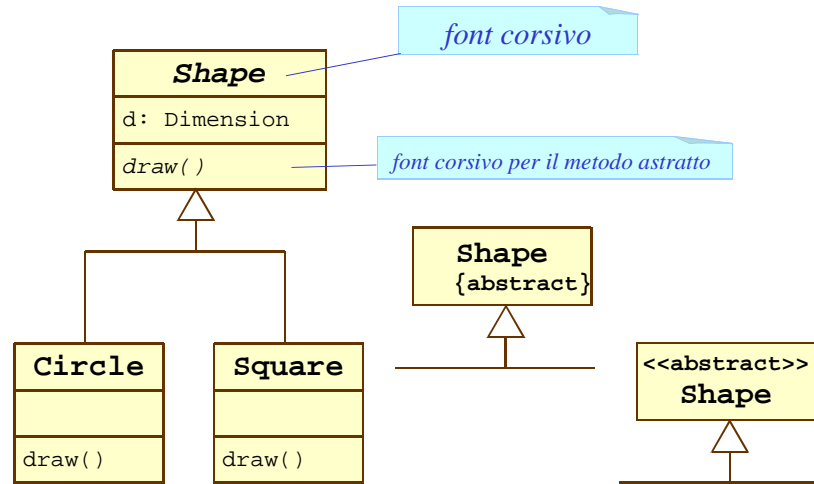 font corsivo
Shape
d: Dimension
draw()
font corsivo per il metodo astratto
Shape
{abstract}
<<abstract>>
Shape
Circle
draw()
Square
draw()